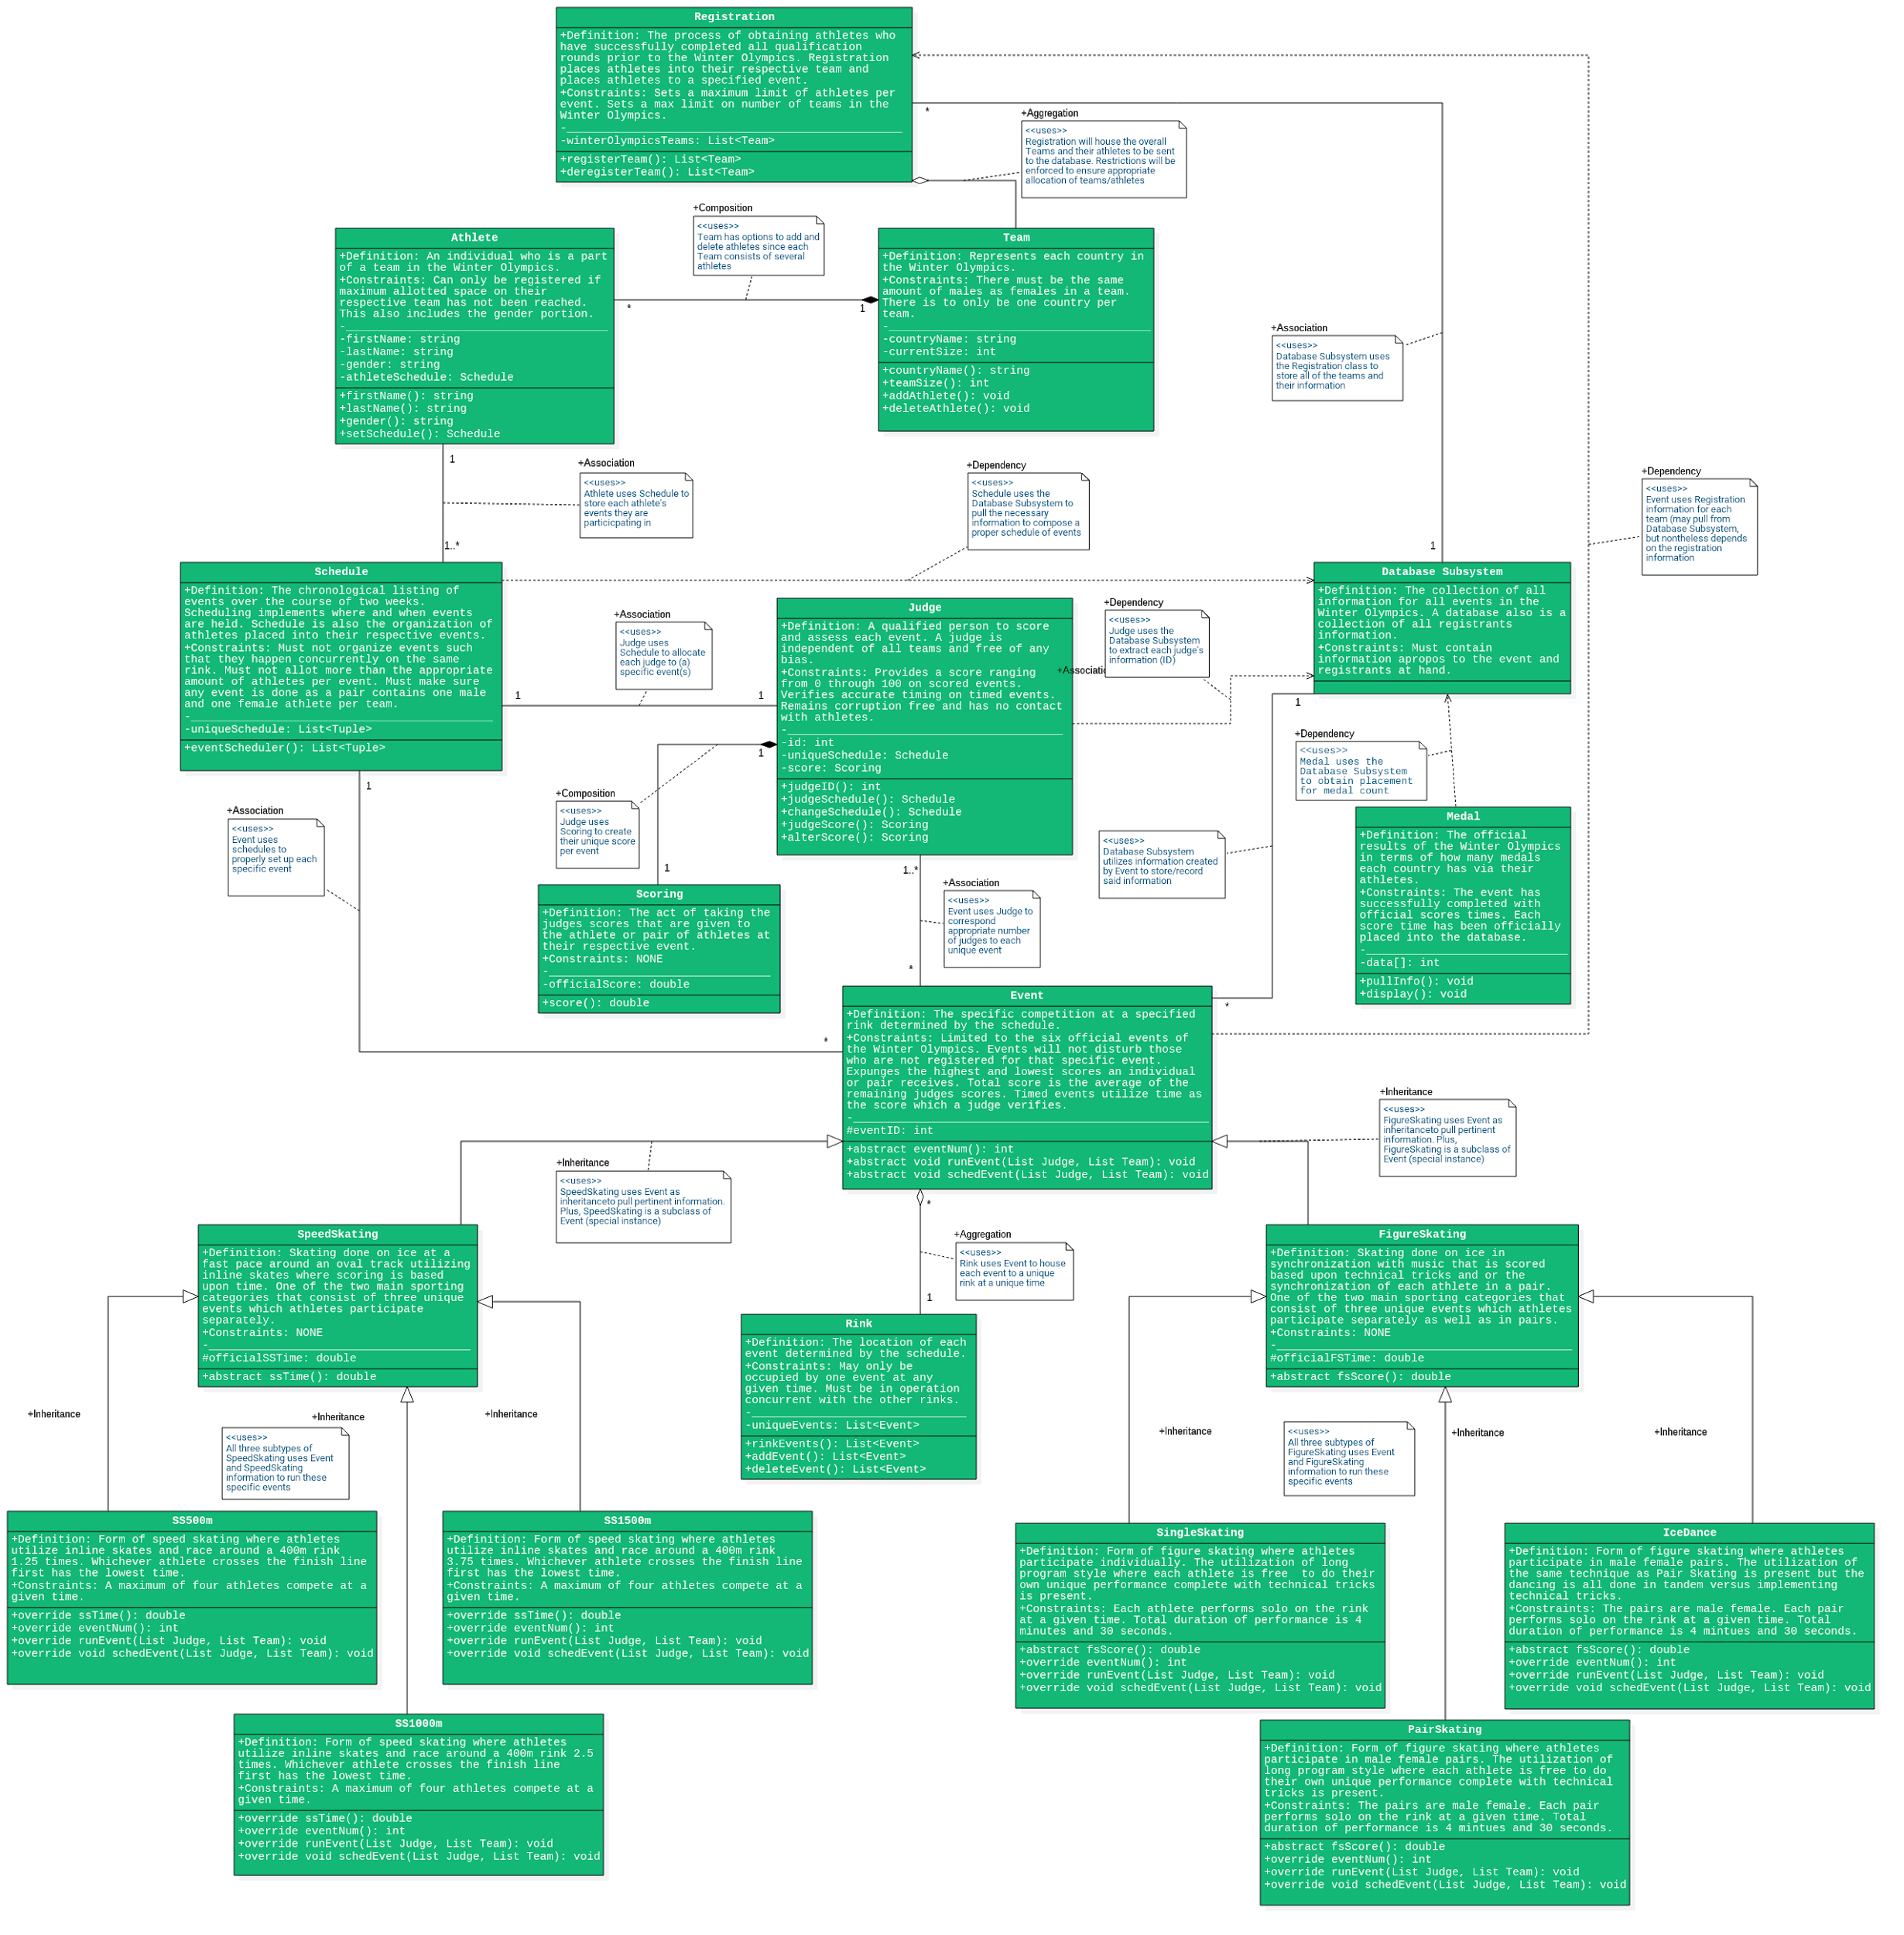 Registration
+Definition: The process of obtaining athletes who
have successfully completed all qualification
rounds prior to the Winter Olympics. Registration
places athletes into their respective team and
places athletes to a specified event.
+Constraints: Sets a maximum limit of athletes per
event. Sets a max limit on number of teams in the
Winter Olympics.
-winterOlympicsTeams: List<Team>
+registerTeam(): List<Team>
+deregisterTeam(): List<Team>
*
+Aggregation
<<uses>>
Registration will house the overall
Teams and their athletes to be sent
to the database. Restrictions will be
enforced to ensure appropriate
allocation of teams/athletes
+Composition
<<uses>>
Team has options to add and
delete athletes since each
Team consists of several
athletes
Athlete
+Definition: An individual who is a part
of a team in the Winter Olympics.
+Constraints: Can only be registered if
maximum allotted space on their
respective team has not been reached.
This also includes the gender portion.
-firstName: string
-lastName: string
-gender: string
-athleteSchedule: Schedule
+firstName(): string
+lastName(): string
+gender(): string
+setSchedule(): Schedule
*
1
Team
+Definition: Represents each country in
the Winter Olympics.
+Constraints: There must be the same
amount of males as females in a team.
There is to only be one country per
team.
-countryName: string
-currentSize: int
+countryName(): string
+teamSize(): int
+addAthlete(): void
+deleteAthlete(): void
+Association
<<uses>>
Database Subsystem uses
the Registration class to
store all of the teams and
their information
1
+Association
<<uses>>
Athlete uses Schedule to
store each athlete's
events they are
particicpating in
1..*
+Dependency
<<uses>>
Schedule uses the
Database Subsystem to
pull the necessary
information to compose a
proper schedule of events
1
+Dependency
<<uses>>
Event uses Registration
information for each
team (may pull from
Database Subsystem,
but nontheless depends
on the registration
information
Schedule
+Definition: The chronological listing of
events over the course of two weeks.
Scheduling implements where and when events
are held. Schedule is also the organization of
athletes placed into their respective events.
+Constraints: Must not organize events such
that they happen concurrently on the same
rink. Must not allot more than the appropriate
amount of athletes per event. Must make sure
any event is done as a pair contains one male
and one female athlete per team.
-uniqueSchedule: List<Tuple>
+eventScheduler(): List<Tuple>
+Association
<<uses>>
Judge uses
Schedule to allocate
each judge to (a)
specific event(s)
1
1
Judge
+Definition: A qualified person to score
and assess each event. A judge is
independent of all teams and free of any
bias.
+Constraints: Provides a score ranging
from 0 through 100 on scored events.
Verifies accurate timing on timed events.
Remains corruption free and has no contact
with athletes.
-id: int
-uniqueSchedule: Schedule
-score: Scoring
+judgeID(): int
+judgeSchedule(): Schedule
+changeSchedule(): Schedule
+judgeScore(): Scoring
+alterScore(): Scoring
+Dependency
<<uses>>
Judge uses the
Database Subsystem
to extract each judge's
information (ID)
+Associatic
Database Subsystem
+Definition: The collection of all
information for all events in the
Winter Olympics. A database also is a
collection of all registrants
information.
+Constraints: Must contain
information apropos to the event and
registrants at hand.
1
+Dependency
<<uses>>
Medal uses the
Database Subsystem
to obtain placement
for medal count
Medal
+Definition: The official
results of the Winter Olympics
in terms of how many medals
each country has via their
athletes.
+Constraints: The event has
successfully completed with
official scores times. Each
score time has been officially
placed into the database.
-data[]: int
+pullInfo(): void
+display(): void
<<uses>>
Database Subsystem
utilizes information created
by Event to store/record
said information
1
+Association
<<uses>>
Event uses
schedules to
properly set up each
specific event
1
+Composition
<<uses>>
Judge uses
Scoring to create
their unique score
per event
1
Scoring
+Definition: The act of taking the
judges scores that are given to
the athlete or pair of athletes at
their respective event.
+Constraints: NONE
-officialScore: double
+score(): double
1..*
+Association
<<uses>>
Event uses Judge to
correspond
appropriate number
of judges to each
unique event
*
*
*
Event
+Definition: The specific competition at a specified
rink determined by the schedule.
+Constraints: Limited to the six official events of
the Winter Olympics. Events will not disturb those
who are not registered for that specific event.
Expunges the highest and lowest scores an individual
or pair receives. Total score is the average of the
remaining judges scores. Timed events utilize time as
the score which a judge verifies.
#eventID: int
+abstract eventNum(): int
+abstract void runEvent(List Judge, List Team): void
+abstract void schedEvent(List Judge, List Team): void
+Inheritance
<<uses>>
FigureSkating uses Event as
inheritanceto pull pertinent
information. Plus,
FigureSkating is a subclass of
Event (special instance)
+Inheritance
<<uses>>
SpeedSkating uses Event as
inheritanceto pull pertinent information.
Plus, SpeedSkating is a subclass of
Event (special instance)
*
+Aggregation
<<uses>>
Rink uses Event to house
each event to a unique
rink at a unique time
1
SpeedSkating
+Definition: Skating done on ice at a
fast pace around an oval track utilizing
inline skates where scoring is based
upon time. One of the two main sporting
categories that consist of three unique
events which athletes participate
separately.
+Constraints: NONE
#officialSSTime: double
+abstract ssTime(): double
Rink
+Definition: The location of each
event determined by the schedule.
+Constraints: May only be
occupied by one event at any
given time. Must be in operation
concurrent with the other rinks.
-uniqueEvents: List<Event>
+rinkEvents(): List<Event>
+addEvent(): List<Event>
+deleteEvent(): List<Event>
FigureSkating
+Definition: Skating done on ice in
synchronization with music that is scored
based upon technical tricks and or the
synchronization of each athlete in a pair.
One of the two main sporting categories that
consist of three unique events which athletes
participate separately as well as in pairs.
+Constraints: NONE
#officialFSTime: double
+abstract fsScore(): double
+Inheritance
+Inheritance
+Inheritance
<<uses>>
All three subtypes of
SpeedSkating uses Event
and SpeedSkating
information to run these
specific events
+Inheritance
<<uses>>
All three subtypes of
FigureSkating uses Event
and FigureSkating
information to run these
specific events
+Inheritance
+Inheritance
SS500m
+Definition: Form of speed skating where athletes
utilize inline skates and race around a 400m rink
1.25 times. Whichever athlete crosses the finish line
first has the lowest time.
+Constraints: A maximum of four athletes compete at a
given time.
+override ssTime(): double
+override eventNum(): int
+override runEvent(List Judge, List Team): void
+override void schedEvent(List Judge, List Team): void
SS1500m
+Definition: Form of speed skating where athletes
utilize inline skates and race around a 400m rink
3.75 times. Whichever athlete crosses the finish line
first has the lowest time.
+Constraints: A maximum of four athletes compete at a
given time.
+override ssTime(): double
+override eventNum(): int
+override runEvent(List Judge, List Team): void
+override void schedEvent(List Judge, List Team): void
SingleSkating
+Definition: Form of figure skating where athletes
participate individually. The utilization of long
program style where each athlete is free  to do their
own unique performance complete with technical tricks
is present.
+Constraints: Each athlete performs solo on the rink
at a given time. Total duration of performance is 4
minutes and 30 seconds.
+abstract fsScore(): double
+override eventNum(): int
+override runEvent(List Judge, List Team): void
+override void schedEvent(List Judge, List Team): void
IceDance
+Definition: Form of figure skating where athletes
participate in male female pairs. The utilization of
the same technique as Pair Skating is present but the
dancing is all done in tandem versus implementing
technical tricks.
+Constraints: The pairs are male female. Each pair
performs solo on the rink at a given time. Total
duration of performance is 4 mintues and 30 seconds.
+abstract fsScore(): double
+override eventNum(): int
+override runEvent(List Judge, List Team): void
+override void schedEvent(List Judge, List Team): void
SS1000m
+Definition: Form of speed skating where athletes
utilize inline skates and race around a 400m rink 2.5
times. Whichever athlete crosses the finish line
first has the lowest time.
+Constraints: A maximum of four athletes compete at a
given time.
+override ssTime(): double
+override eventNum(): int
+override runEvent(List Judge, List Team): void
+override void schedEvent(List Judge, List Team): void
PairSkating
+Definition: Form of figure skating where athletes
participate in male female pairs. The utilization of
long program style where each athlete is free to do
their own unique performance complete with technical
tricks is present.
+Constraints: The pairs are male female. Each pair
performs solo on the rink at a given time. Total
duration of performance is 4 mintues and 30 seconds.
+abstract fsScore(): double
+override eventNum(): int
+override runEvent(List Judge, List Team): void
+override void schedEvent(List Judge, List Team): void